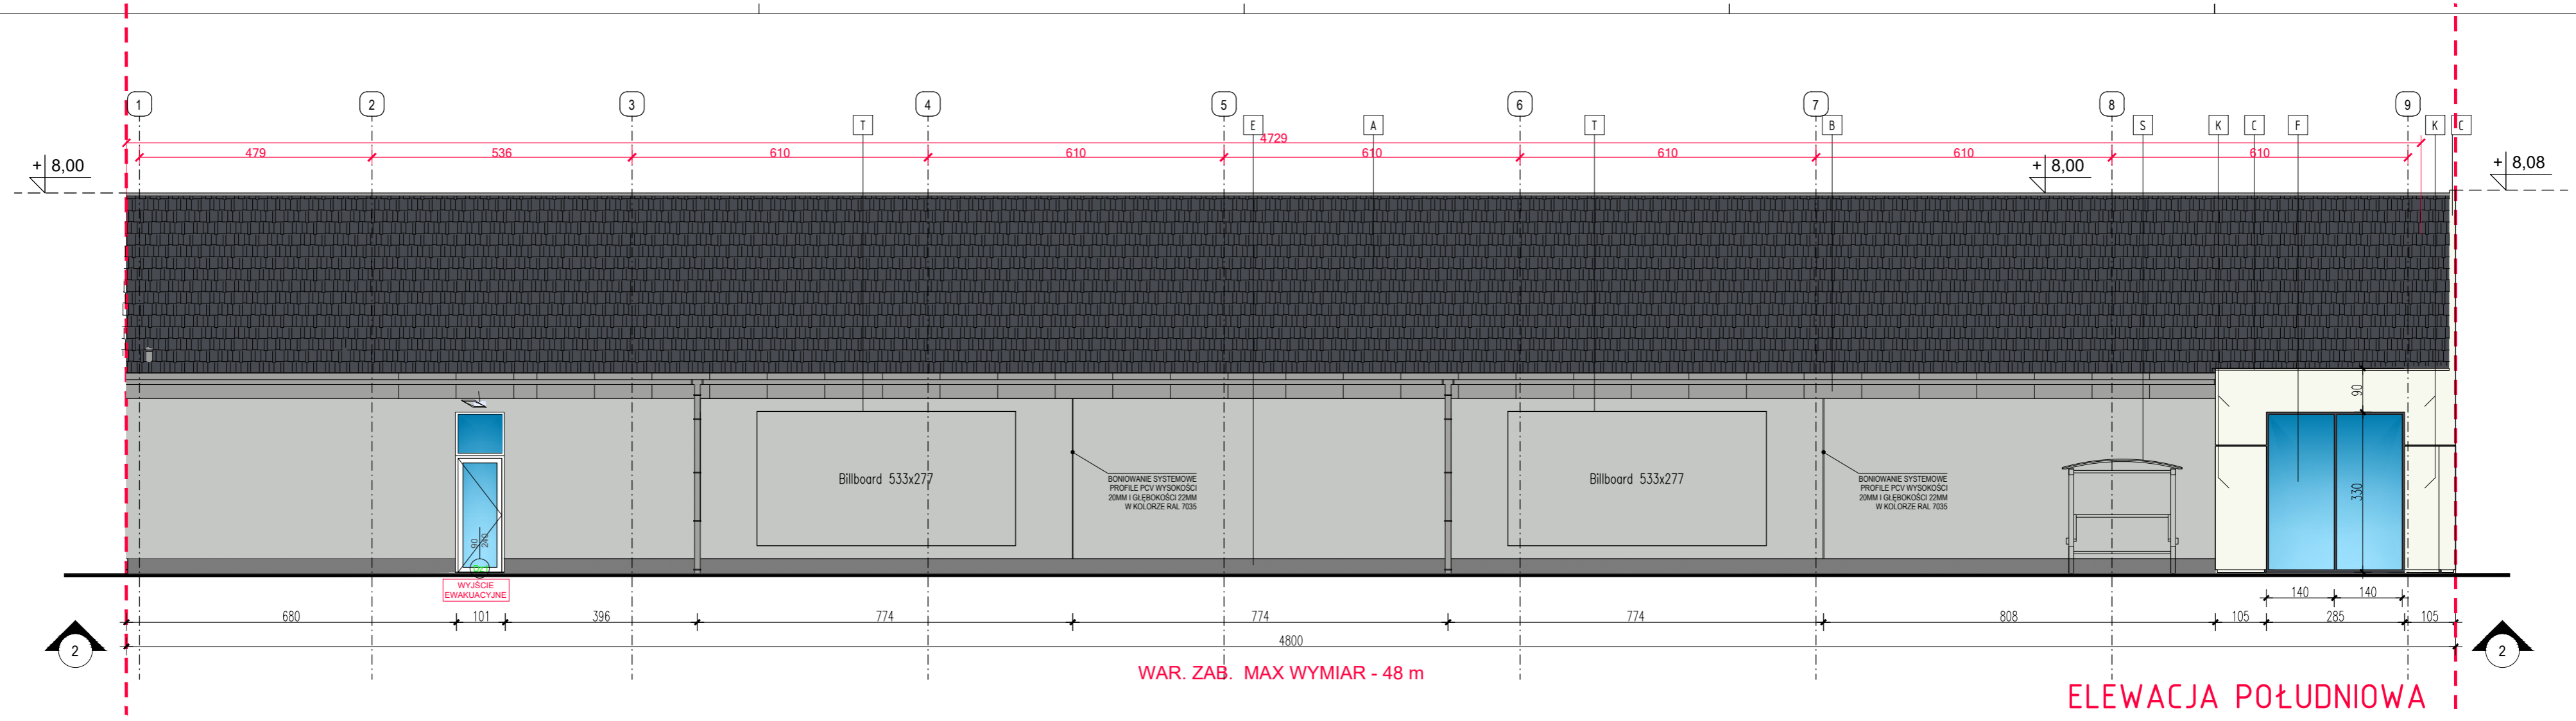 1 2 3 4 5 6 7 8 9
T E A T B S K C F K C
4729
479 536 610 610 610 610 610 610
+ 8,00
+ 8,00
+ 8,08
90
330
Billboard 533x277
BONIOWANIE SYSTEMOWE
PROFILE PCV WYSOKOŚCI
20MM I GŁĘBOKOŚCI 22MM
W KOLORZE RAL 7035
Billboard 533x277
BONIOWANIE SYSTEMOWE
PROFILE PCV WYSOKOŚCI
20MM I GŁĘBOKOŚCI 22MM
W KOLORZE RAL 7035
90
240
WYJŚCIE
EWAKUACYJNE
140 140
680 101 396 774 774 774 808 105 285 105
4800
2
2
WAR. ZAB. MAX WYMIAR - 48 m
ELEWACJA POŁUDNIOWA